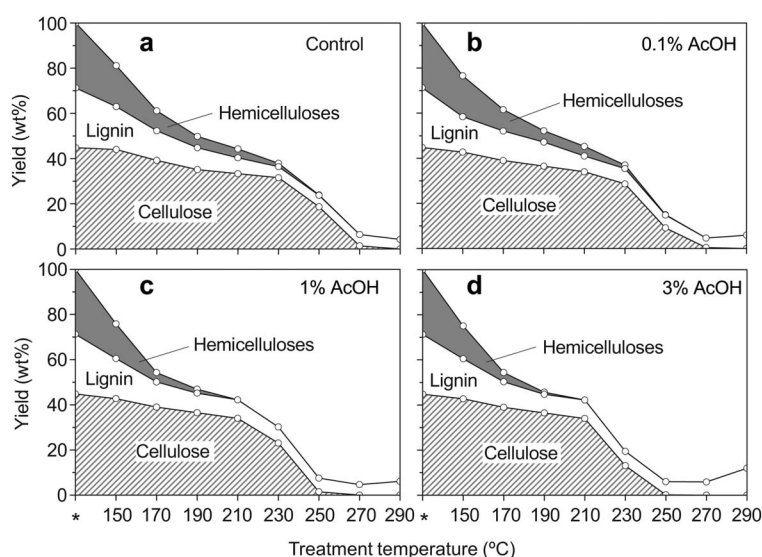 a
Control
Hemicelluloses
Lignin
Cellulose
100
80
60
40
20
0
Yield (wt%)
b
0.1% AcOH
Hemicelluloses
Lignin
Cellulose
c
1% AcOH
Hemicelluloses
Lignin
Cellulose
100
80
60
40
20
0
Yield (wt%)
* 150 170 190 210 230 250 270 290
d
3% AcOH
Hemicelluloses
Lignin
Cellulose
* 150 170 190 210 230 250 270 290
Treatment temperature (ºC)